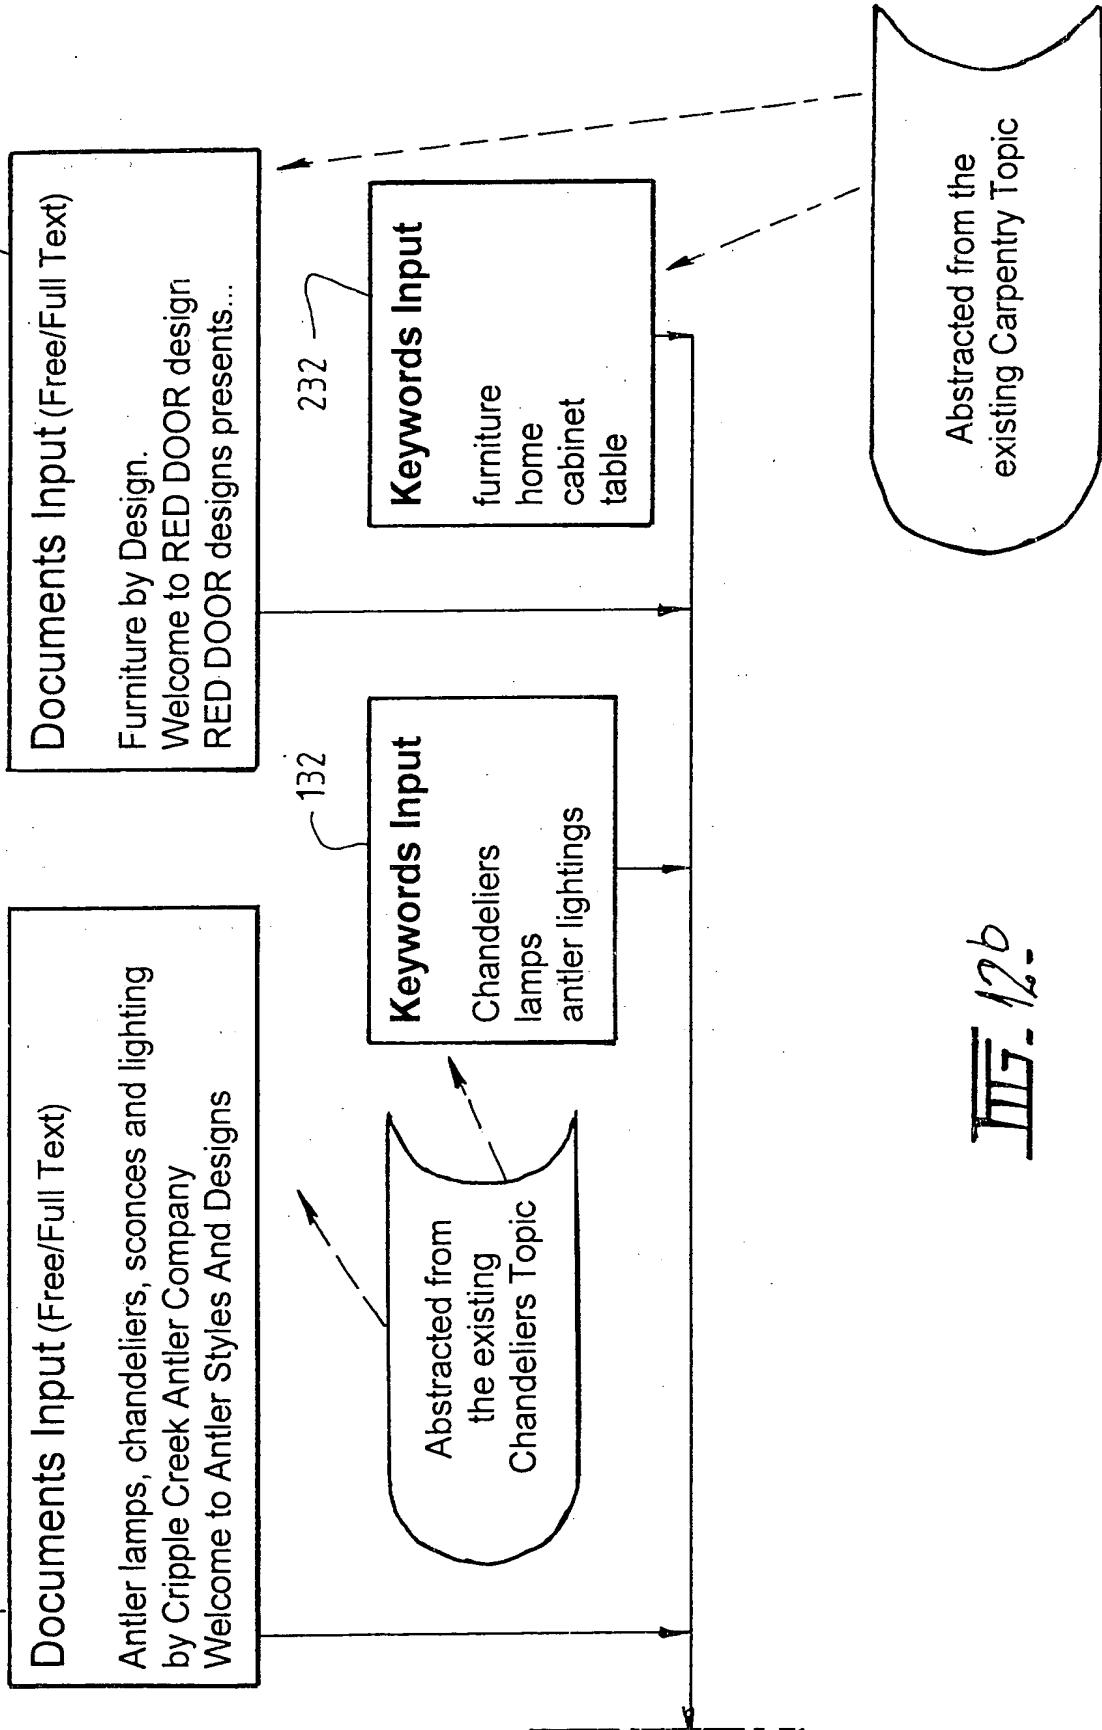 Documents Input (Free/Full Text)
Antler lamps, chandeliers, sconces and lighting
by Cripple Creek Antler Company
Welcome to Antler Styles And Designs
Documents Input (Free/Full Text)
Furniture by Design.
Welcome to RED DOOR design
RED DOOR designs presents...
132
Keywords Input
Chandeliers
lamps
antler lightings
232
Keywords Input
furniture
home
cabinet
table
Abstracted from
the existing
Chandeliers Topic
Abstracted from the
existing Carpentry Topic
FIG. 12b